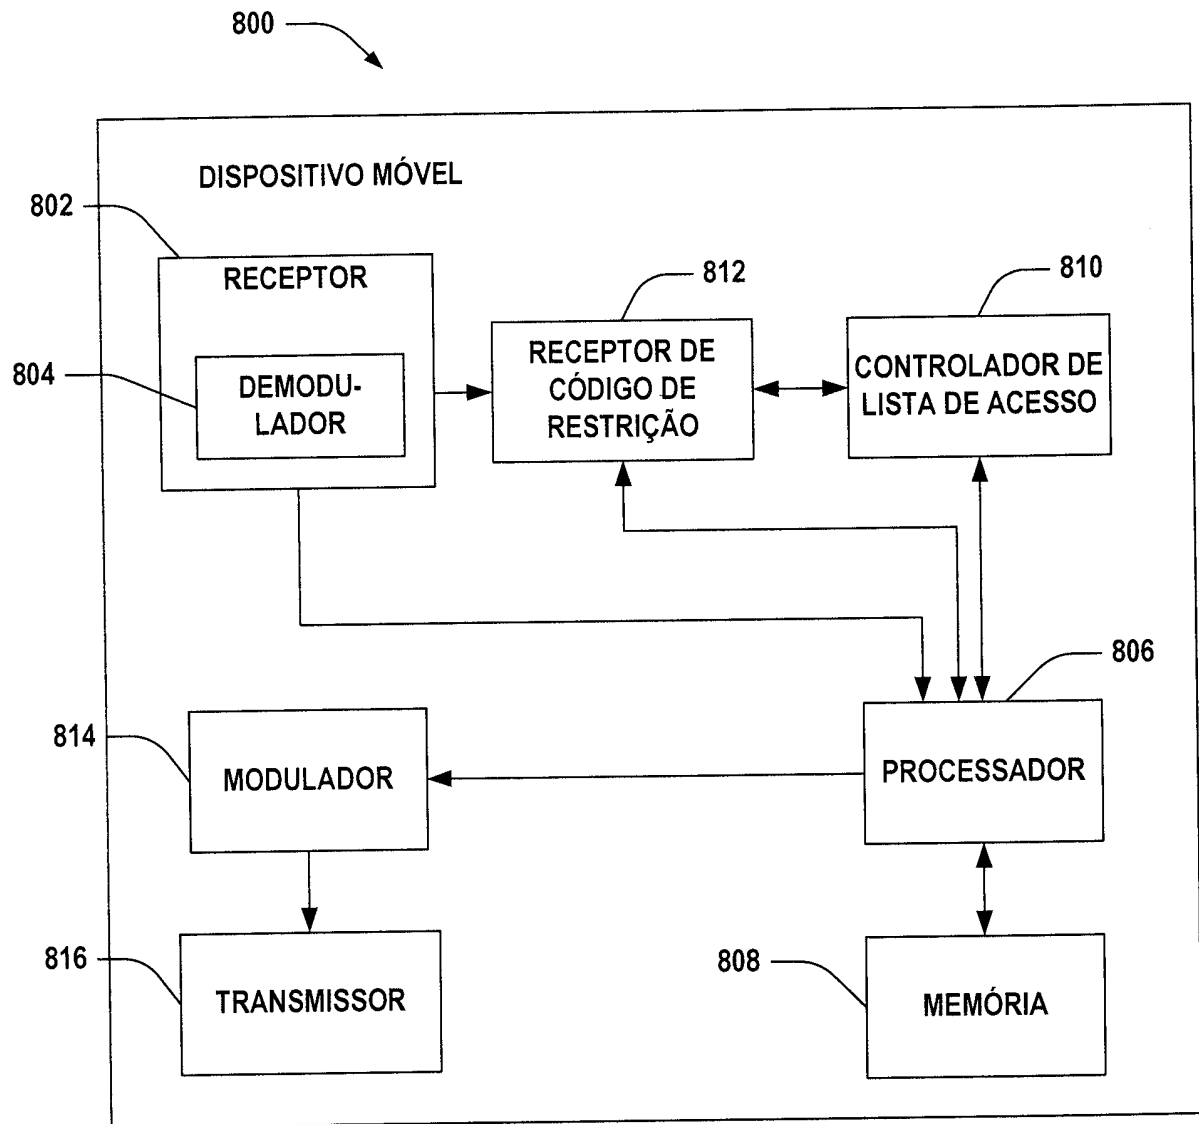 800
DISPOSITIVO MÓVEL
802
RECEPTOR
804
DEMODU-
LADOR
812
RECEPTOR DE
CÓDIGO DE
RESTRIÇÃO
810
CONTROLADOR DE
LISTA DE ACESSO
806
PROCESSADOR
814
MODULADOR
816
TRANSMISSOR
808
MEMÓRIA